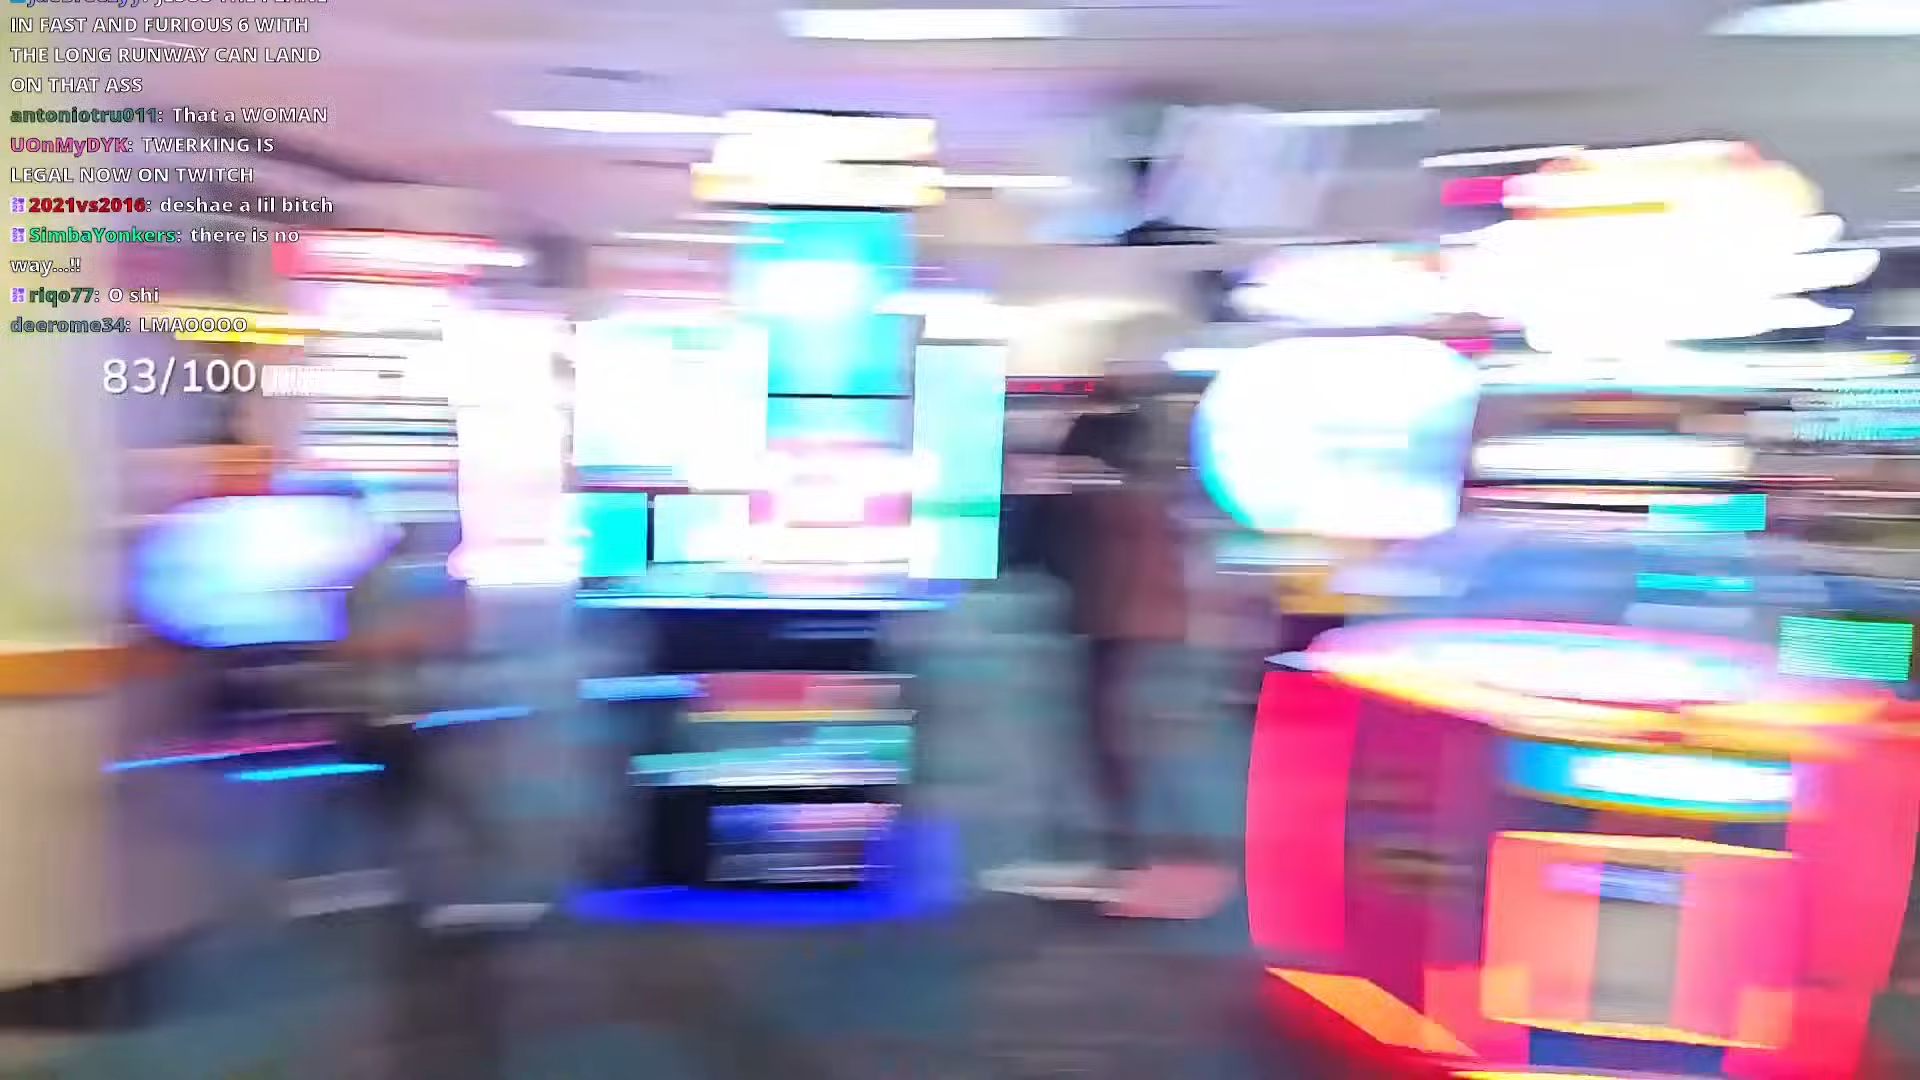 IN FAST AND FURIOUS 6 WITH
THE LONG RUNWAY CAN LAND
ON THAT ASS
antoniotru011: That a WOMAN
UOnMyDYK: TWERKING IS
LEGAL NOW ON TWITCH
2021vs2016: deshae a lil bitch
SimbaYonkers: there is no
way...!!
riqo77: O shi
deerome34: LMAOOOO
83/100